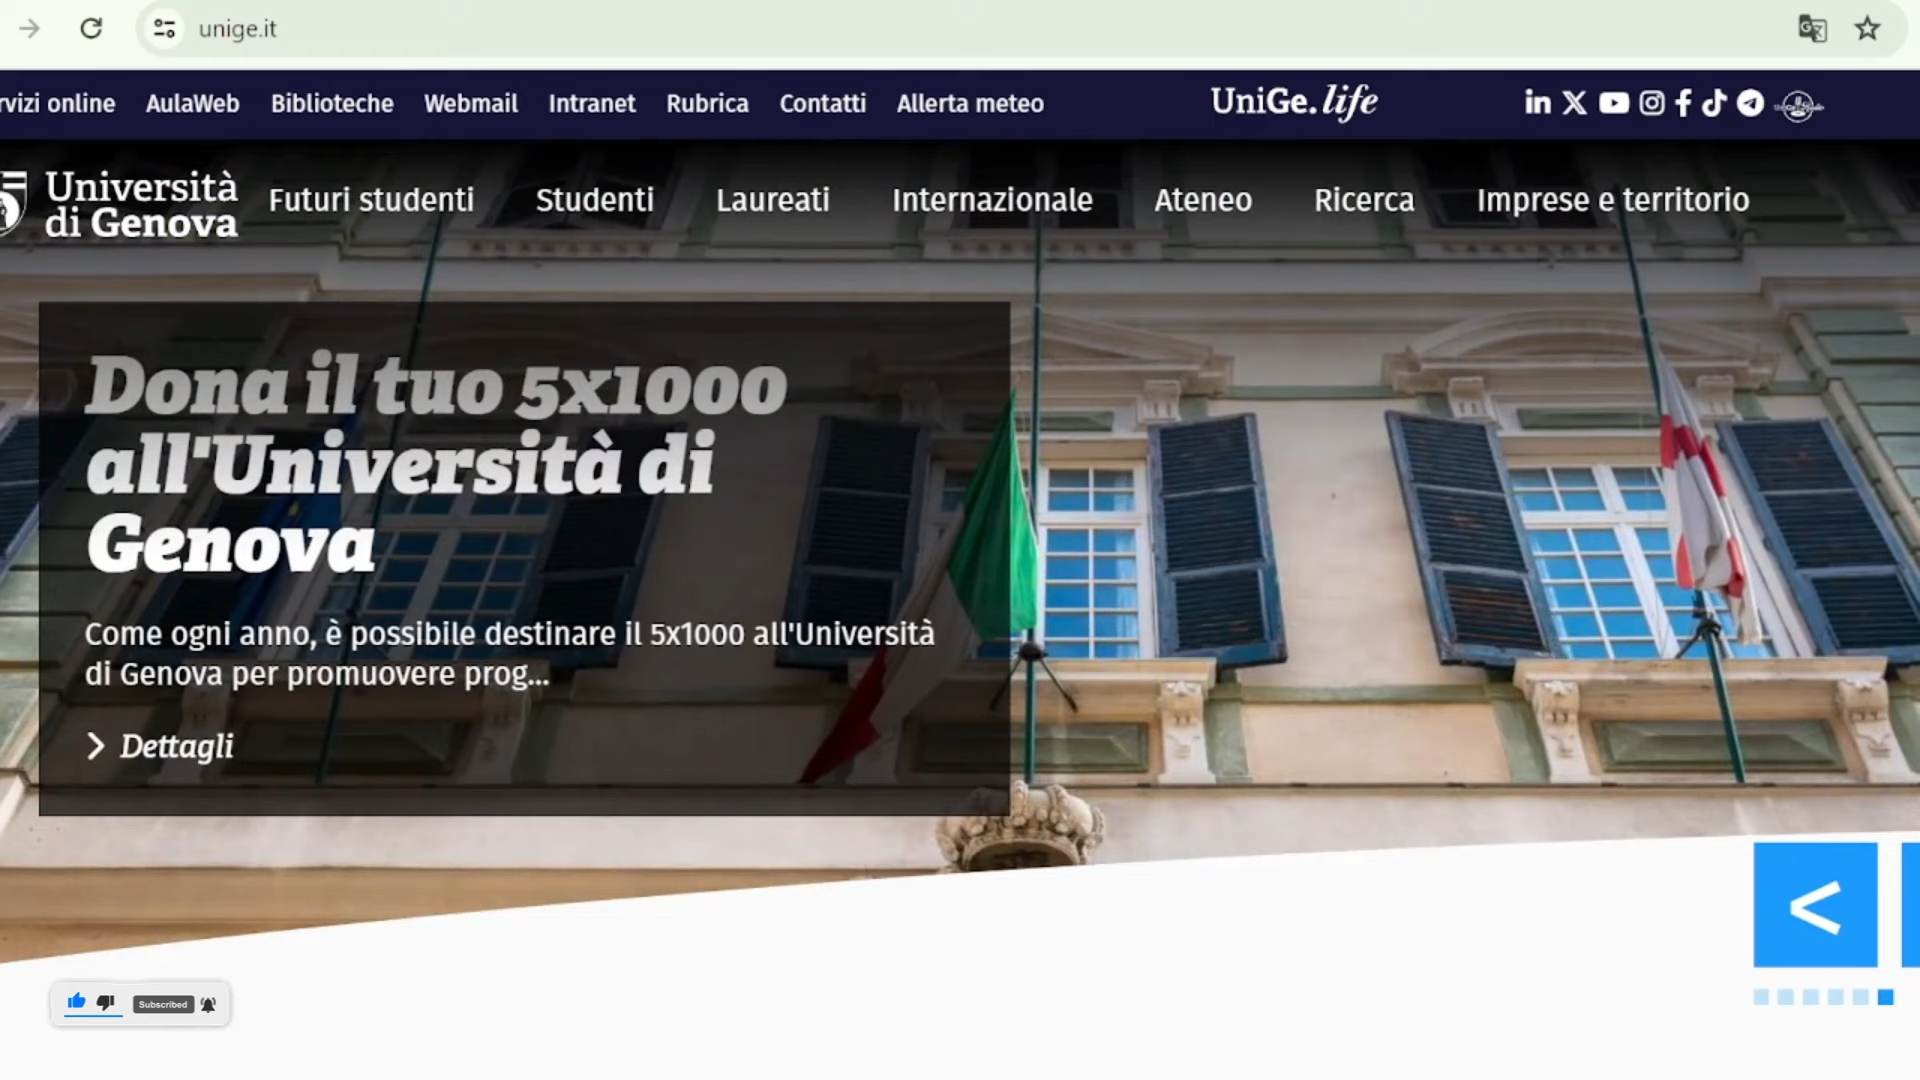 unige.it
rvizi online AulaWeb Biblioteche Webmail Intranet Rubrica Contatti Allerta meteo UniGe.life
Università
di Genova
Futuri studenti Studenti Laureati Internazionale Ateneo Ricerca Imprese e territorio
Dona il tuo 5x1000
all'Università di
Genova
Come ogni anno, è possibile destinare il 5x1000 all'Università
di Genova per promuovere prog...
Dettagli
<
Subscribed